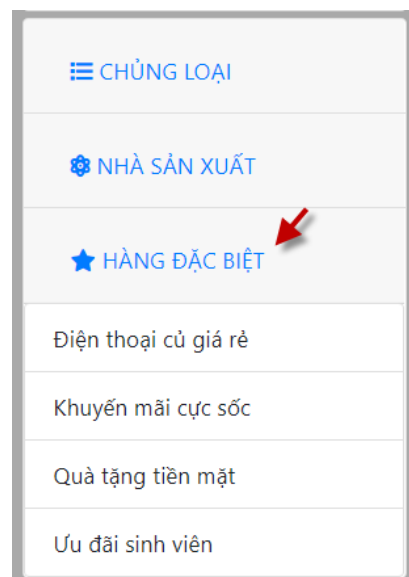 CHỦNG LOẠI
NHÀ SẢN XUẤT
HÀNG ĐẶC BIỆT
Điện thoại củ giá rẻ
Khuyến mãi cực sốc
Quà tặng tiền mặt
Ưu đãi sinh viên